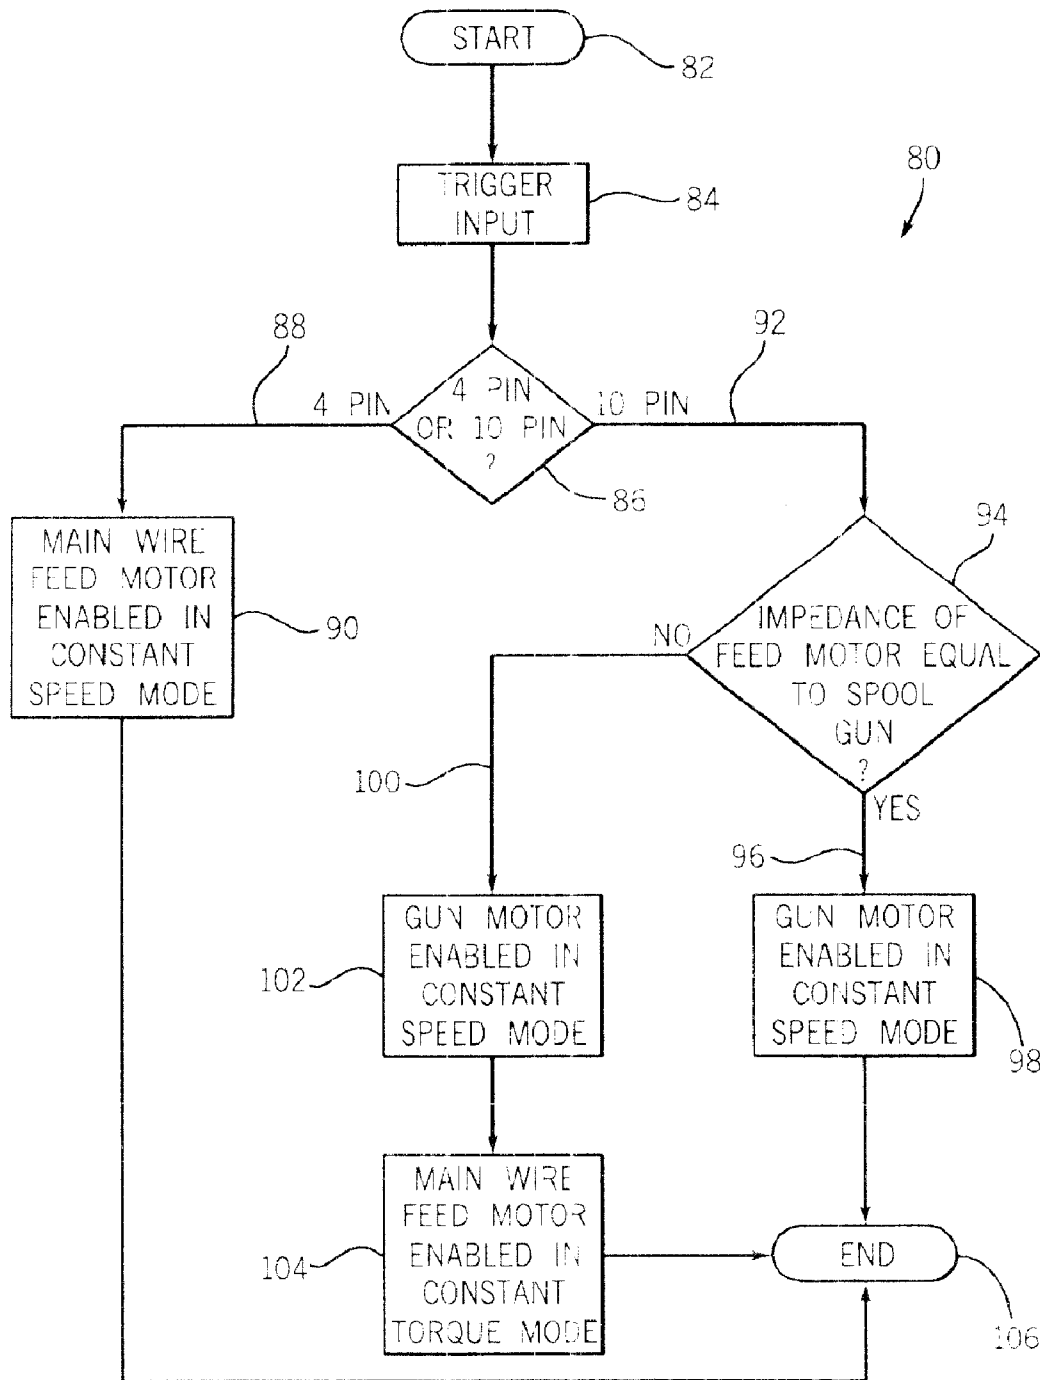 START
82
80
TRIGGER
INPUT
84
88
92
4 PIN
4 PIN
OR 10 PIN
?
10 PIN
86
94
MAIN WIRE
FEED MOTOR
ENABLED IN
CONSTANT
SPEED MODE
90
IMPEDANCE OF
FEED MOTOR EQUAL
TO SPOOL
GUN
?
NO
YES
100
96
GUN MOTOR
ENABLED IN
CONSTANT
SPEED MODE
102
GUN MOTOR
ENABLED IN
CONSTANT
SPEED MODE
98
MAIN WIRE
FEED MOTOR
ENABLED IN
CONSTANT
TORQUE MODE
104
END
106